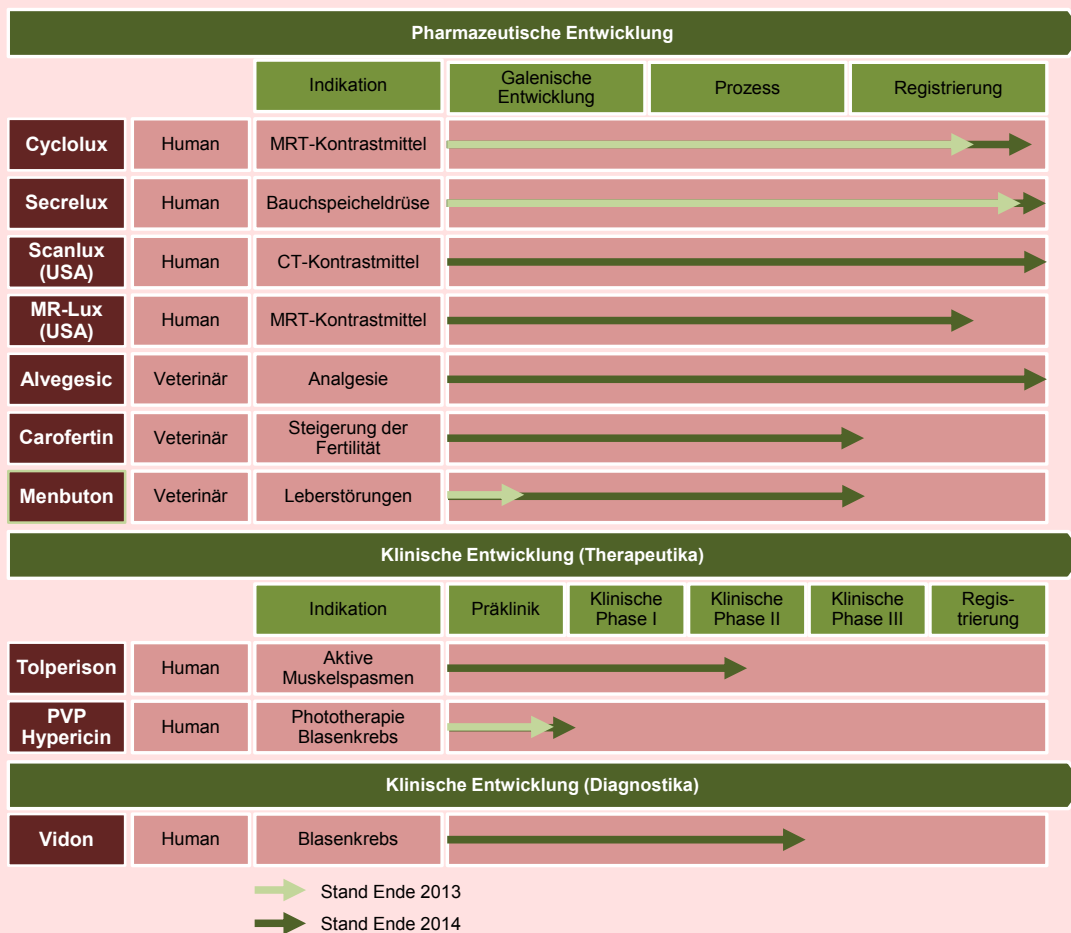 Pharmazeutische Entwicklung
Indikation
Galenische
Entwicklung
Prozess
Registrierung
Cyclolux
Human
MRT-Kontrastmittel
Secrelux
Human
Bauchspeicheldrüse
Scanlux
(USA)
Human
CT-Kontrastmittel
MR-Lux
(USA)
Human
MRT-Kontrastmittel
Alvegesic
Veterinär
Analgesie
Carofertin
Veterinär
Steigerung der
Fertilität
Menbuton
Veterinär
Leberstörungen
Klinische Entwicklung (Therapeutika)
Indikation
Präklinik
Klinische
Phase I
Klinische
Phase II
Klinische
Phase III
Regis-
trierung
Tolperison
Human
Aktive
Muskelspasmen
PVP
Hypericin
Human
Phototherapie
Blasenkrebs
Klinische Entwicklung (Diagnostika)
Vidon
Human
Blasenkrebs
Stand Ende 2013
Stand Ende 2014